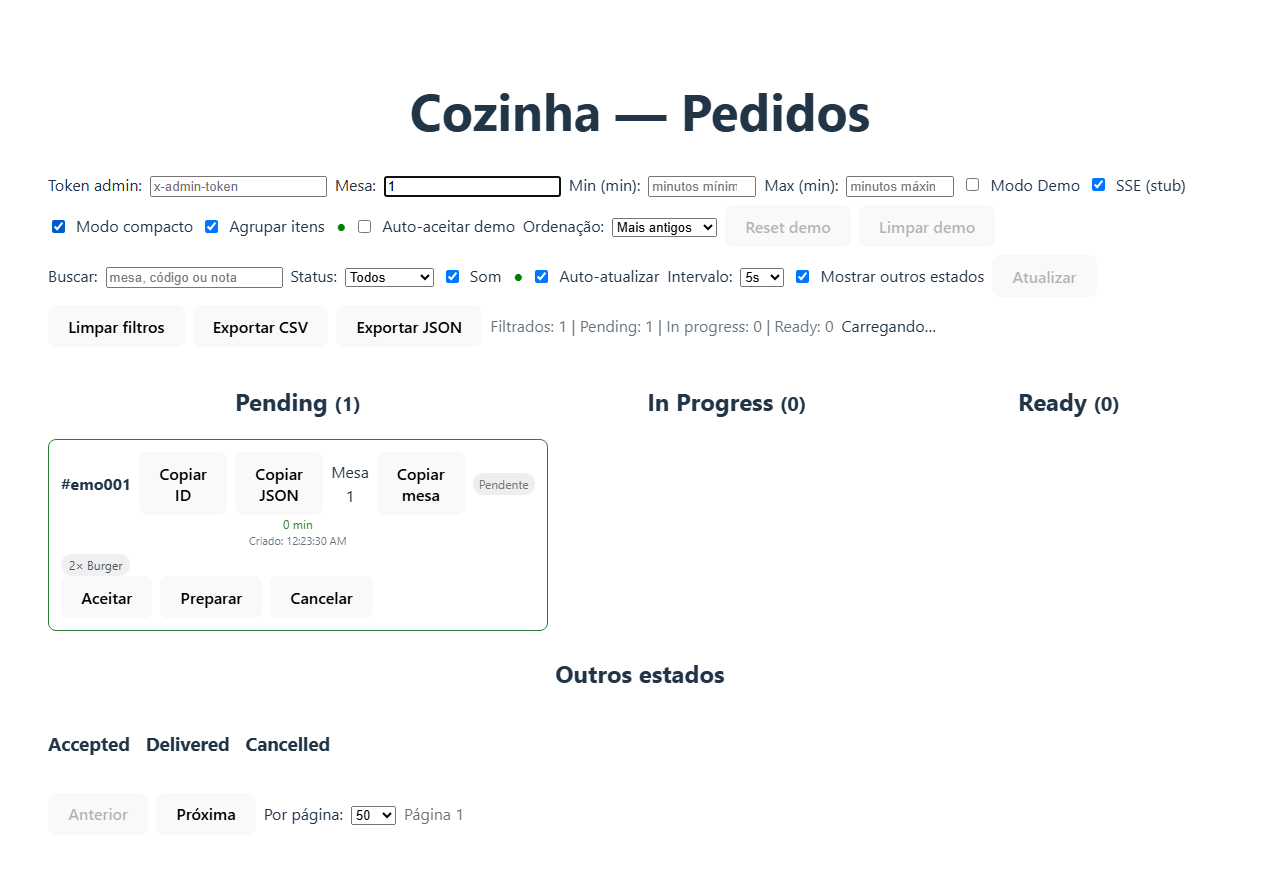 Cozinha — Pedidos
Token admin: x-admin-token Mesa: 1 Min (min): minutos mínim Max (min): minutos máxin Modo Demo SSE (stub)
Modo compacto Agrupar itens Auto-aceitar demo Ordenação: Mais antigos Reset demo Limpar demo
Buscar: mesa, código ou nota Status: Todos Som Auto-atualizar Intervalo: 5s Mostrar outros estados Atualizar
Limpar filtros Exportar CSV Exportar JSON Filtrados: 1 | Pending: 1 | In progress: 0 | Ready: 0 Carregando...
Pending (1) In Progress (0) Ready (0)
#emo001 Copiar ID Copiar JSON Mesa 1 Copiar mesa Pendente
0 min
Criado: 12:23:30 AM
2× Burger
Aceitar Preparar Cancelar
Outros estados
Accepted Delivered Cancelled
Anterior Próxima Por página: 50 Página 1